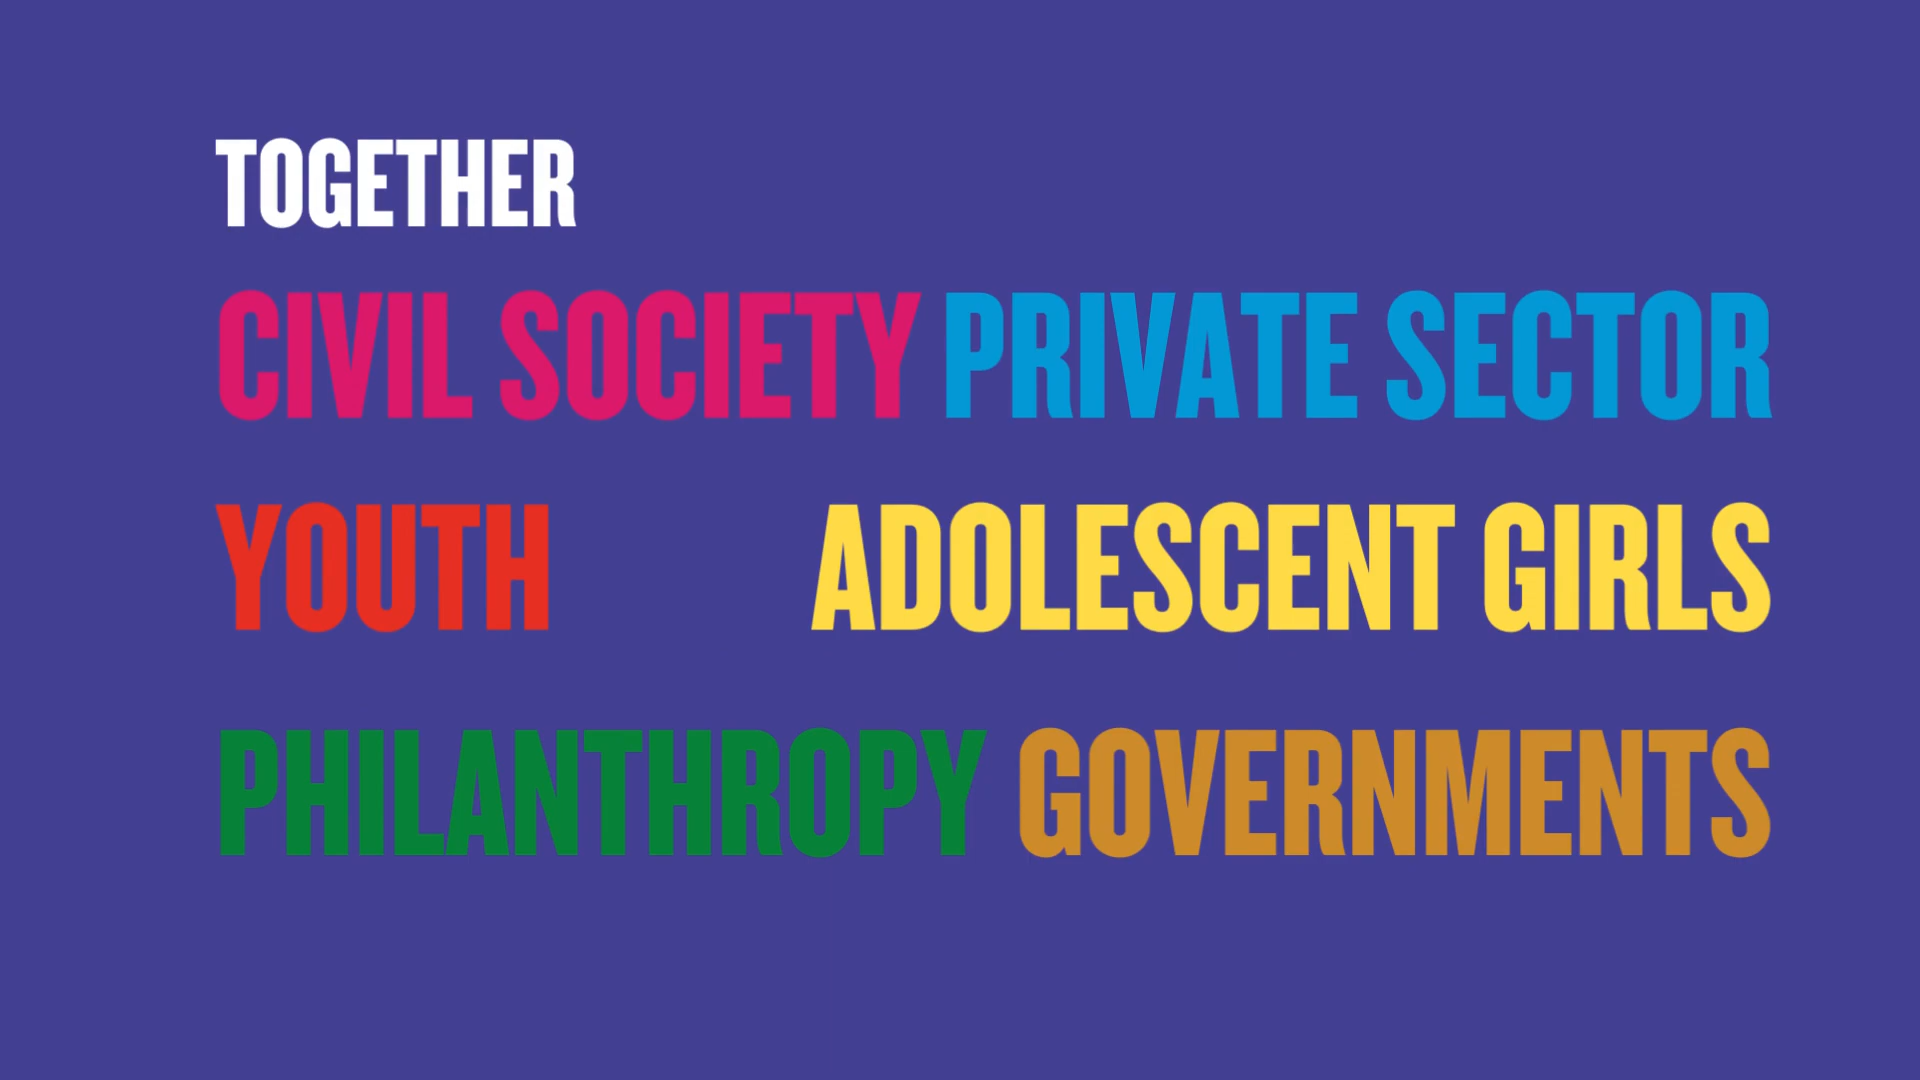 TOGETHER
CIVIL SOCIETY PRIVATE SECTOR
YOUTH ADOLESCENT GIRLS
PHILANTHROPY GOVERNMENTS